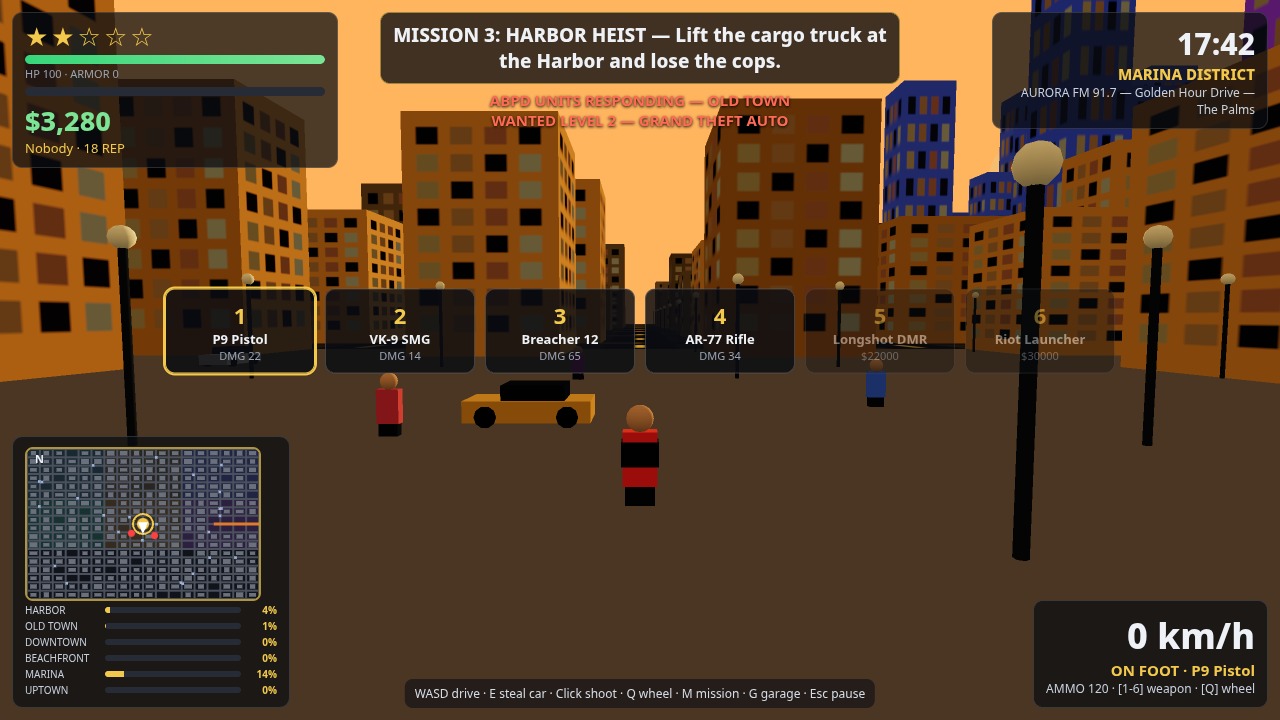 ★★☆☆☆
HP 100 · ARMOR 0
$3,280
Nobody · 18 REP
MISSION 3: HARBOR HEIST — Lift the cargo truck at
the Harbor and lose the cops.
ABPD UNITS RESPONDING — OLD TOWN
WANTED LEVEL 2 — GRAND THEFT AUTO
17:42
MARINA DISTRICT
AURORA FM 91.7 — Golden Hour Drive —
The Palms
1
P9 Pistol
DMG 22
2
VK-9 SMG
DMG 14
3
Breacher 12
DMG 65
4
AR-77 Rifle
DMG 34
5
Longshot DMR
$22000
6
Riot Launcher
$30000
N
HARBOR 4%
OLD TOWN 1%
DOWNTOWN 0%
BEACHFRONT 0%
MARINA 14%
UPTOWN 0%
WASD drive · E steal car · Click shoot · Q wheel · M mission · G garage · Esc pause
0 km/h
ON FOOT · P9 Pistol
AMMO 120 · [1-6] weapon · [Q] wheel